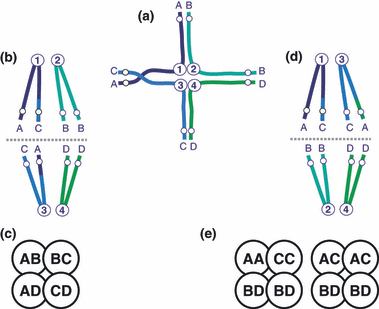 (a)
A B
C
A
1 2
3 4
B
D
C D
(b)
1 2
A C B B
C A D D
3 4
(c)
AB BC
AD CD
(d)
1 3
A C C A
B B D D
2 4
(e)
AA CC AC AC
BD BD BD BD